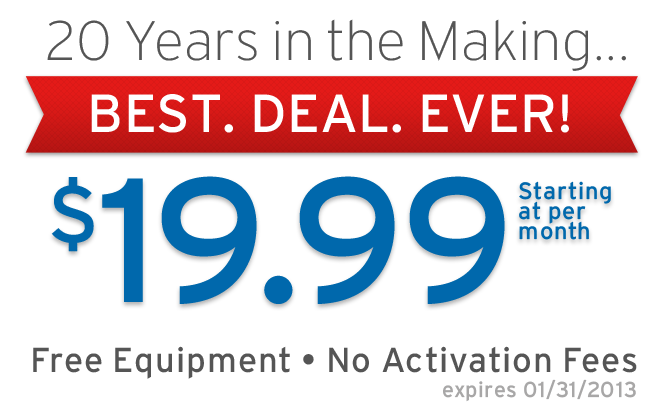 20 Years in the Making...
BEST. DEAL. EVER!
$19.99
Starting
at per
month
Free Equipment • No Activation Fees
expires 01/31/2013